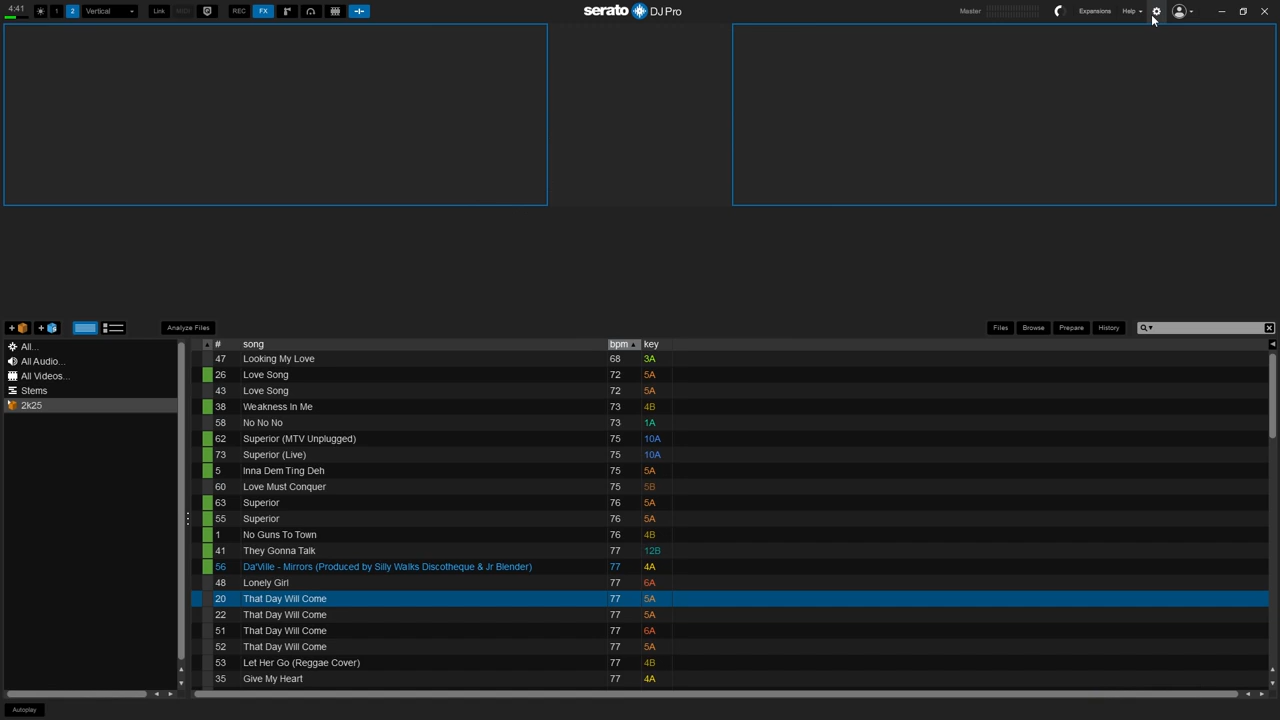 4:41 1 2 Vertical Link MIDI REC FX serato DJ Pro Master Expansions Help
Analyze Files Files Browse Prepare History
# song bpm key
All...
All Audio...
All Videos...
Stems
2k25
47 Looking My Love 68 3A
26 Love Song 72 5A
43 Love Song 72 5A
38 Weakness In Me 73 4B
58 No No No 73 1A
62 Superior (MTV Unplugged) 75 10A
73 Superior (Live) 75 10A
5 Inna Dem Ting Deh 75 5A
60 Love Must Conquer 75 5B
63 Superior 76 5A
55 Superior 76 5A
1 No Guns To Town 76 4B
41 They Gonna Talk 77 12B
56 Da'Ville - Mirrors (Produced by Silly Walks Discotheque & Jr Blender) 77 4A
48 Lonely Girl 77 6A
20 That Day Will Come 77 5A
22 That Day Will Come 77 5A
51 That Day Will Come 77 6A
52 That Day Will Come 77 5A
53 Let Her Go (Reggae Cover) 77 4B
35 Give My Heart 77 4A
Autoplay